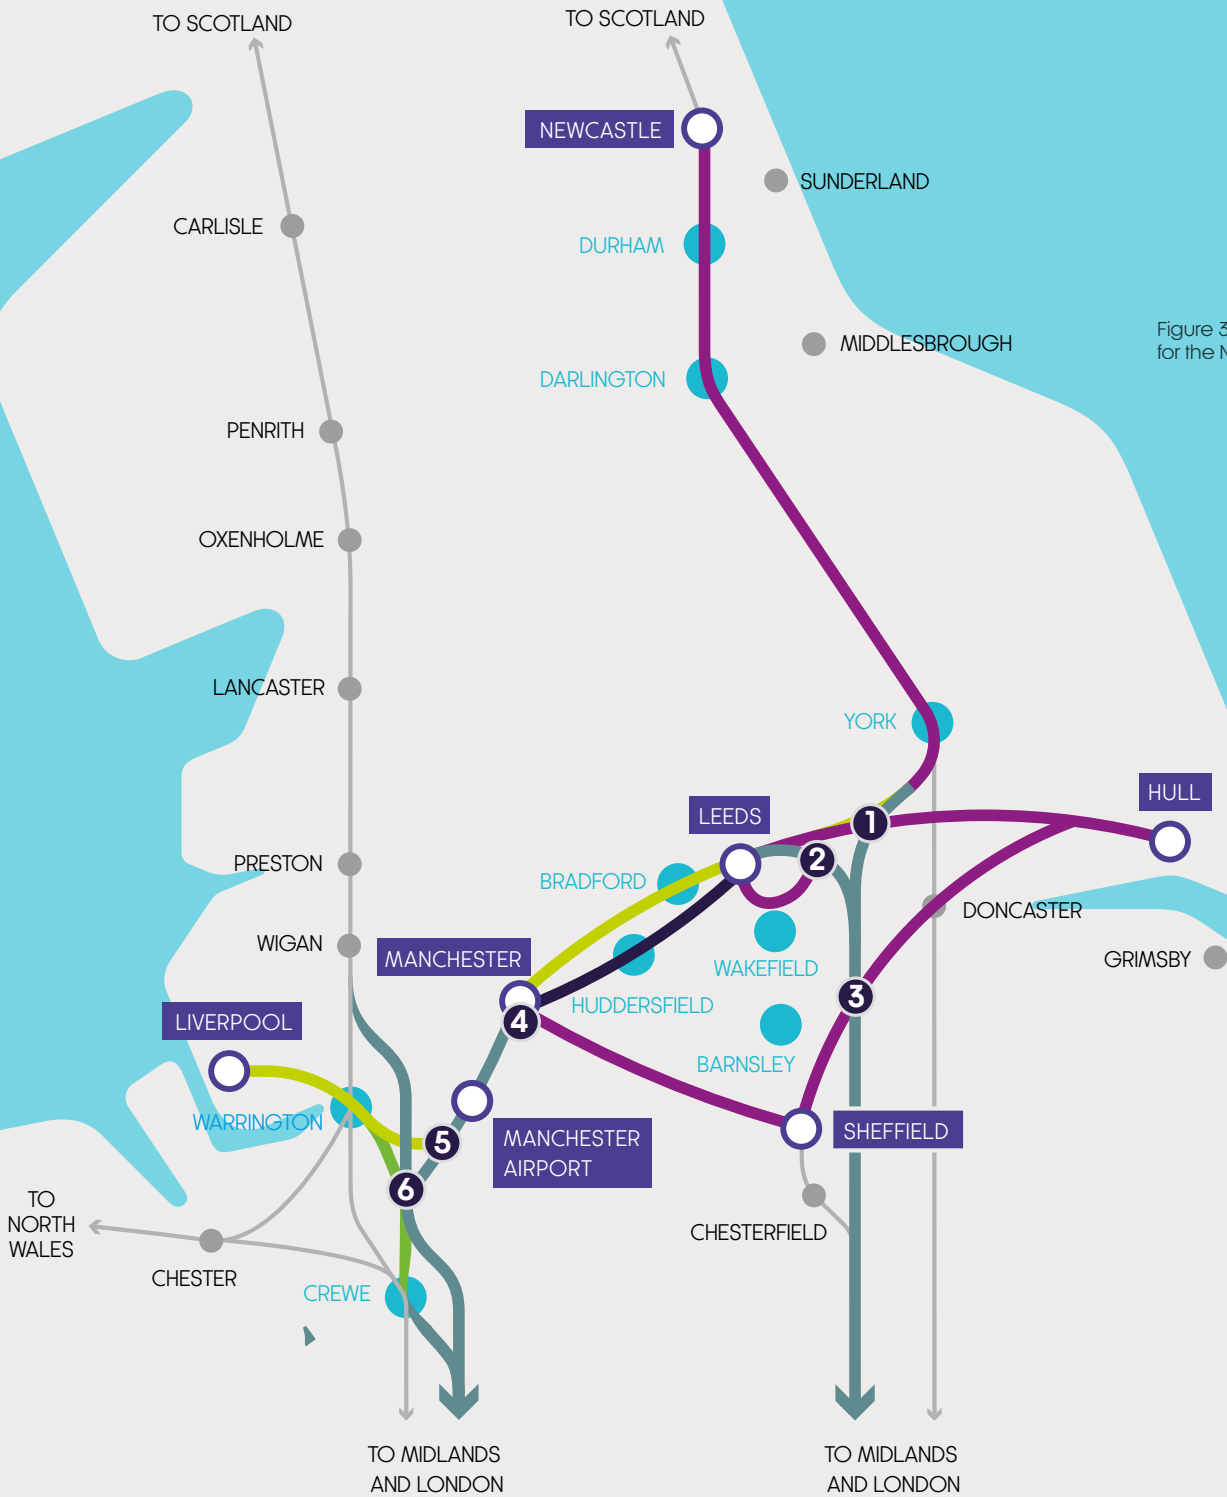 TO SCOTLAND
TO SCOTLAND
NEWCASTLE
SUNDERLAND
CARLISLE
DURHAM
Figure 3
for the N
MIDDLESBROUGH
DARLINGTON
PENRITH
OXENHOLME
LANCASTER
YORK
HULL
LEEDS
1
2
PRESTON
BRADFORD
DONCASTER
WIGAN
MANCHESTER
WAKEFIELD
GRIMSBY
3
HUDDERSFIELD
LIVERPOOL
4
BARNSLEY
WARRINGTON
SHEFFIELD
5
MANCHESTER
AIRPORT
6
TO
NORTH
WALES
CHESTERFIELD
CHESTER
CREWE
TO MIDLANDS
AND LONDON
TO MIDLANDS
AND LONDON